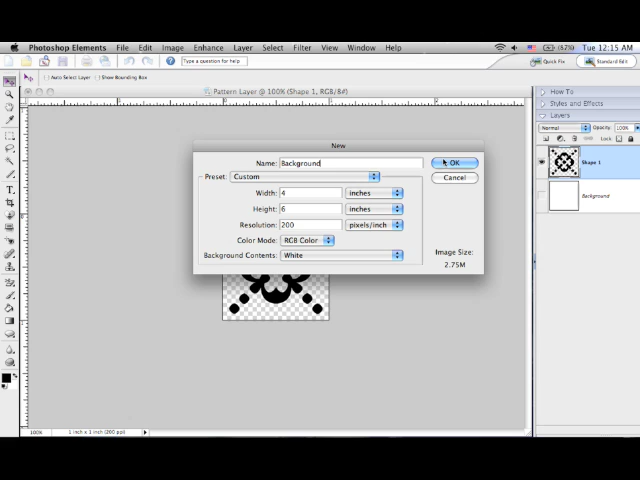 Photoshop Elements File Edit Image Enhance Layer Select Filter View Window Help Tue 12:15 AM
Type a question for help Quick Fix Standard Edit
Auto Select Layer Show Bounding Box
How To
Styles and Effects
Layers
Pattern Layer @ 100% (Shape 1, RGB/8#)
Normal Opacity: 100%
Lock:
Shape 1
Background
New
Name: Background OK
Preset: Custom Cancel
Width: 4 inches
Height: 6 inches
Resolution: 200 pixels/inch
Color Mode: RGB Color
Background Contents: White
Image Size:
2.75M
100% 1 inch x 1 inch (200 ppi)